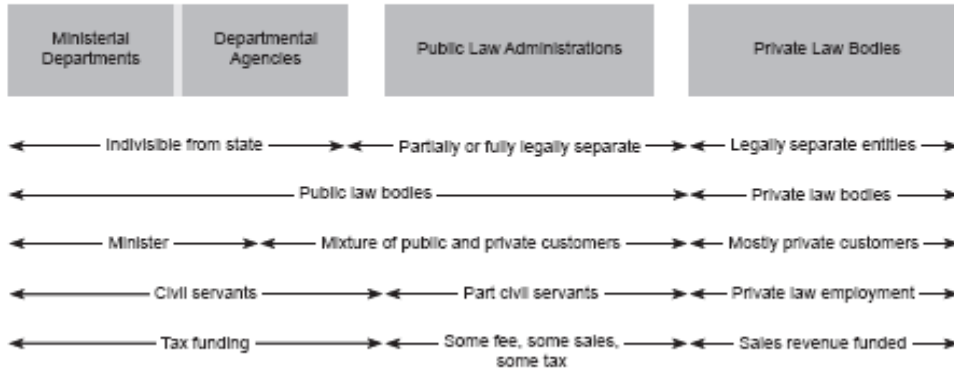 Ministerial
Departments
Departmental
Agencies
Public Law Administrations
Private Law Bodies
Indivisible from state
Partially or fully legally separate
Legally separate entities
Public law bodies
Private law bodies
Minister
Mixture of public and private customers
Mostly private customers
Civil servants
Part civil servants
Private law employment
Tax funding
Some fee, some sales,
some tax
Sales revenue funded